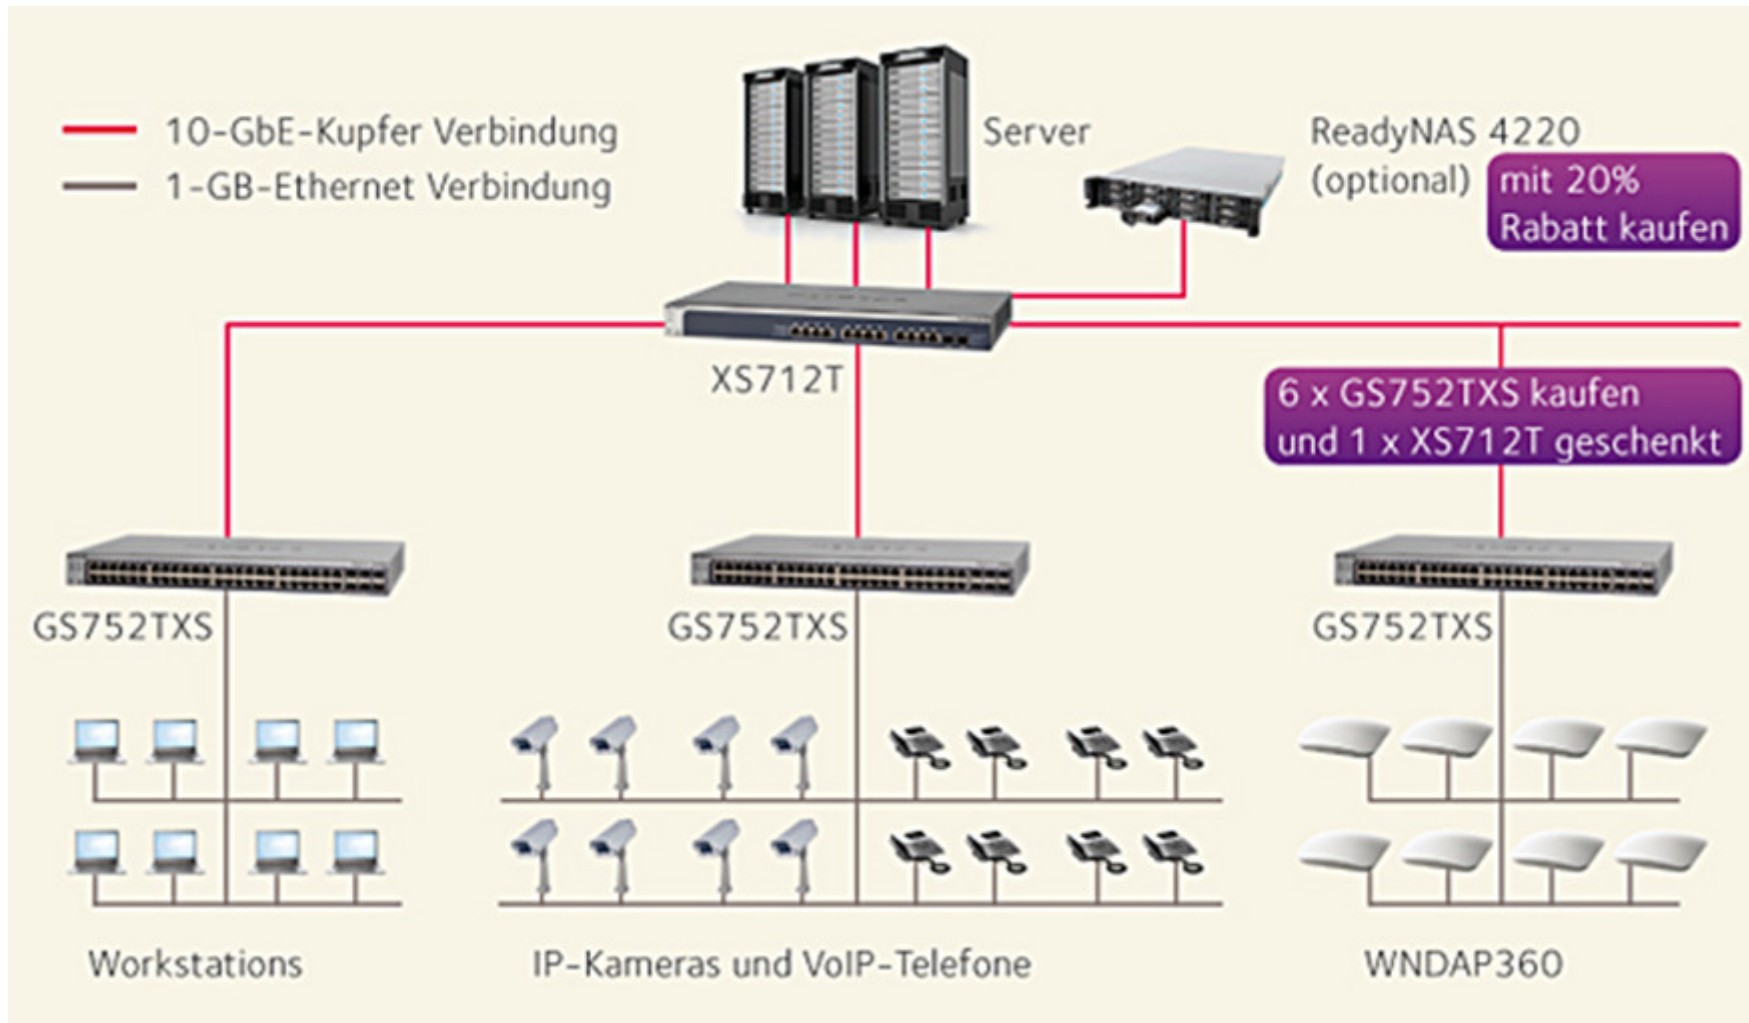 10-GbE-Kupfer Verbindung
1-GB-Ethernet Verbindung
Server
ReadyNAS 4220
(optional)
mit 20%
Rabatt kaufen
XS712T
6 x GS752TXS kaufen
und 1 x XS712T geschenkt
GS752TXS
GS752TXS
GS752TXS
Workstations
IP-Kameras und VoIP-Telefone
WNDAP360